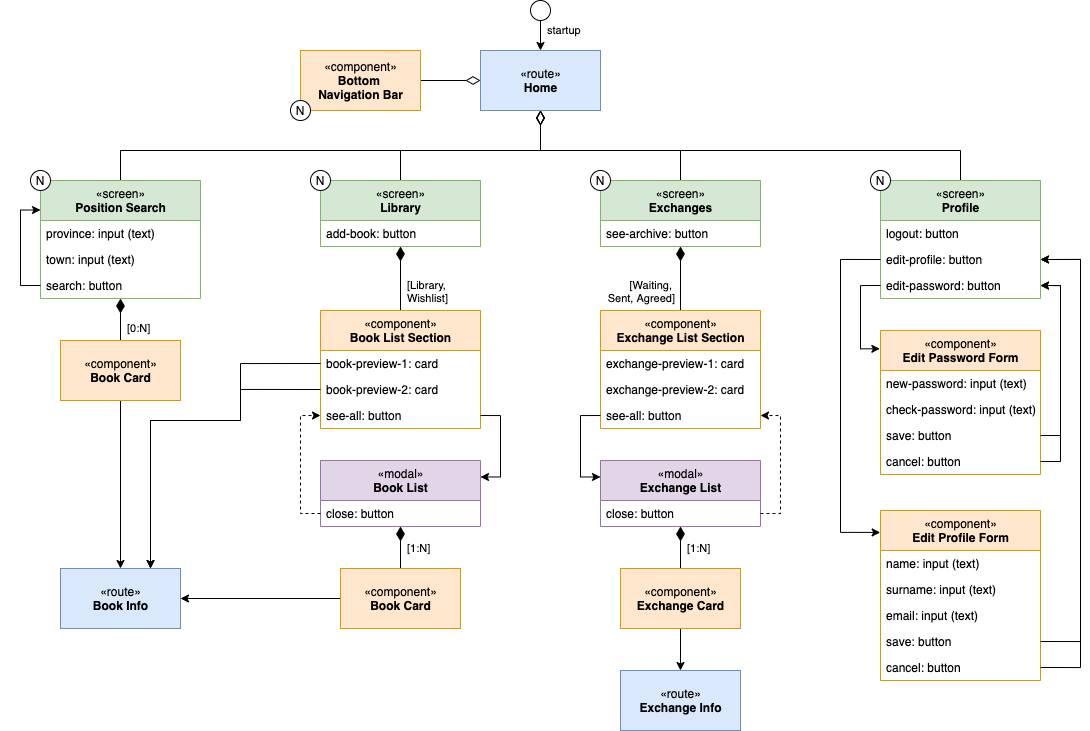 startup
«component»
Bottom
Navigation Bar
N
«route»
Home
N
«screen»
Position Search
province: input (text)
town: input (text)
search: button
[0:N]
«component»
Book Card
N
«screen»
Library
add-book: button
[Library,
Wishlist]
«component»
Book List Section
book-preview-1: card
book-preview-2: card
see-all: button
«modal»
Book List
close: button
[1:N]
«component»
Book Card
«route»
Book Info
N
«screen»
Exchanges
see-archive: button
[Waiting,
Sent, Agreed]
«component»
Exchange List Section
exchange-preview-1: card
exchange-preview-2: card
see-all: button
«modal»
Exchange List
close: button
[1:N]
«component»
Exchange Card
«route»
Exchange Info
N
«screen»
Profile
logout: button
edit-profile: button
edit-password: button
«component»
Edit Password Form
new-password: input (text)
check-password: input (text)
save: button
cancel: button
«component»
Edit Profile Form
name: input (text)
surname: input (text)
email: input (text)
save: button
cancel: button